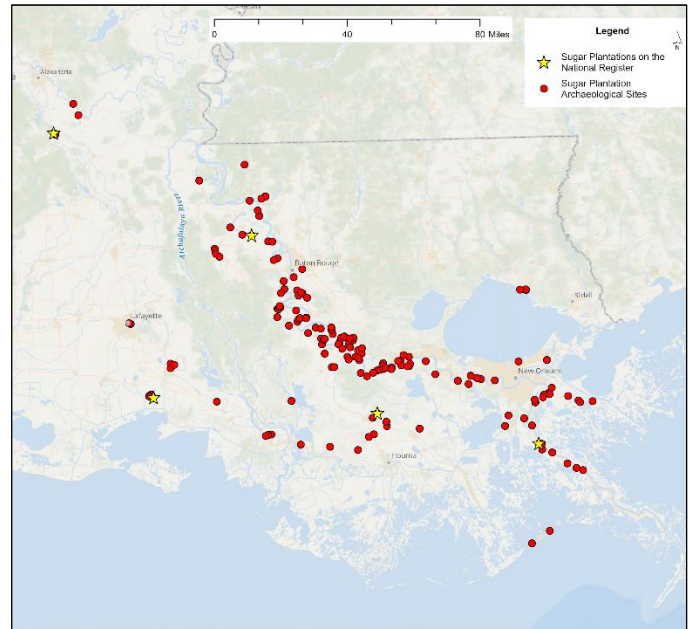 0
40
80 Miles
Legend
N
Sugar Plantations on the
National Register
Sugar Plantation
Archaeological Sites
Alexandria
Atchafalaya River
Baton Rouge
Lafayette
Slidell
New Orleans
Houma